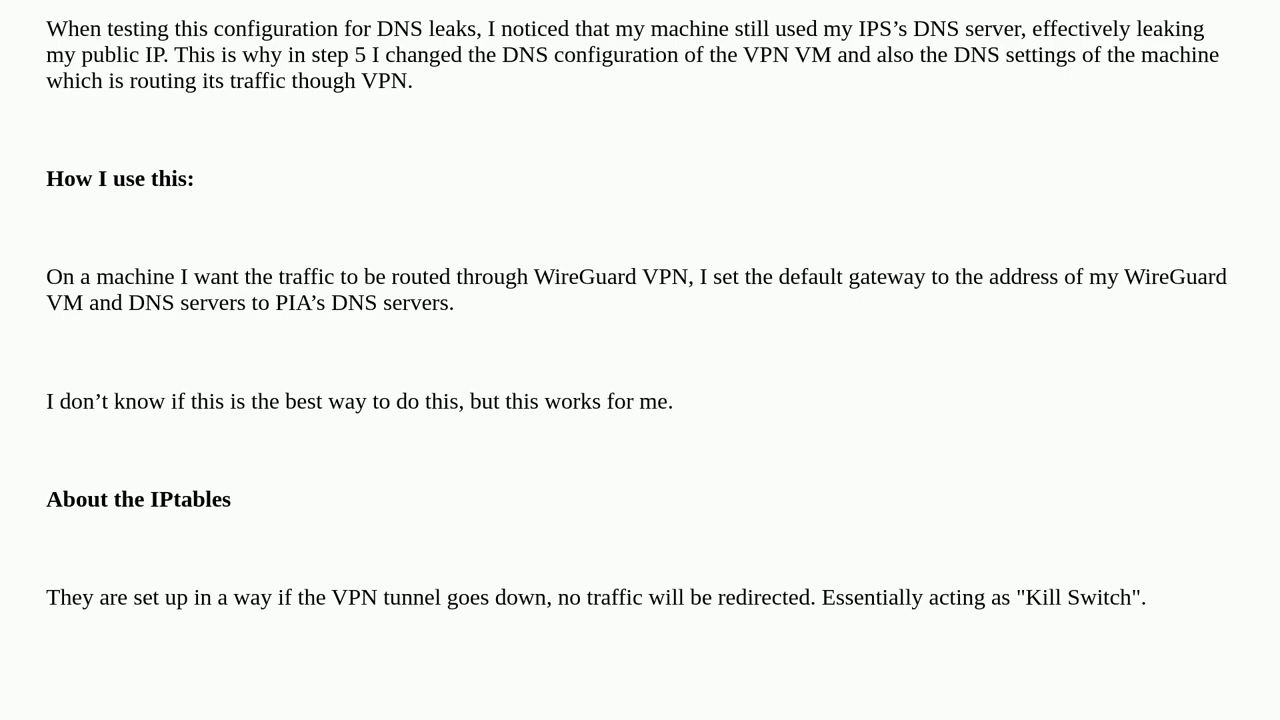 When testing this configuration for DNS leaks, I noticed that my machine still used my IPS’s DNS server, effectively leaking
my public IP. This is why in step 5 I changed the DNS configuration of the VPN VM and also the DNS settings of the machine
which is routing its traffic though VPN.
How I use this:
On a machine I want the traffic to be routed through WireGuard VPN, I set the default gateway to the address of my WireGuard
VM and DNS servers to PIA’s DNS servers.
I don’t know if this is the best way to do this, but this works for me.
About the IPtables
They are set up in a way if the VPN tunnel goes down, no traffic will be redirected. Essentially acting as "Kill Switch".